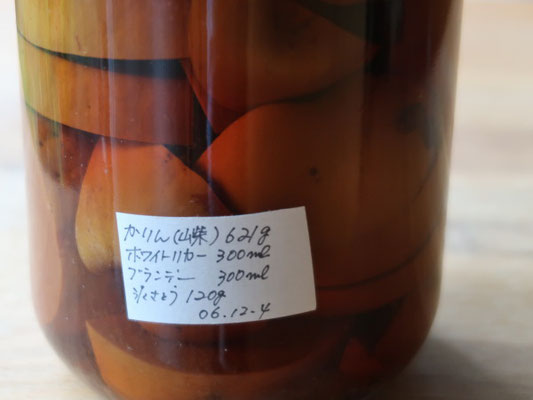 かりん(山柴)621g
ホワイトリカー 300ml
ブランデー 300ml
氷ざとう 120g
06.12.4